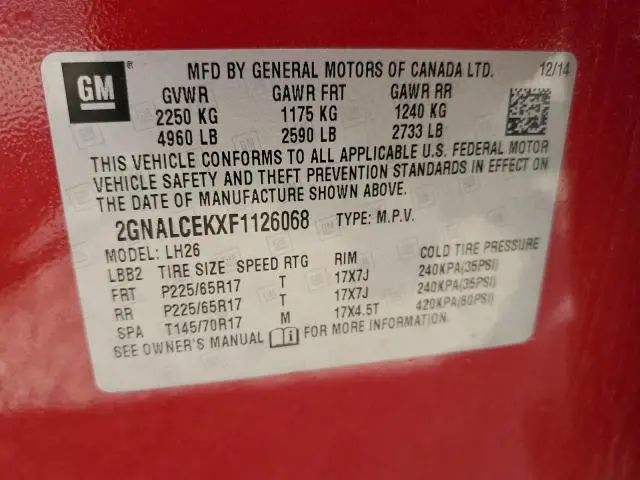 GM
MFD BY GENERAL MOTORS OF CANADA LTD. 12/14
GVWR GAWR FRT GAWR RR
2250 KG 1175 KG 1240 KG
4960 LB 2590 LB 2733 LB
THIS VEHICLE CONFORMS TO ALL APPLICABLE U.S. FEDERAL MOTOR
VEHICLE SAFETY AND THEFT PREVENTION STANDARDS IN EFFECT ON
THE DATE OF MANUFACTURE SHOWN ABOVE.
2GNALCEKXF1126068 TYPE: M.P.V.
MODEL: LH26
LBB2 TIRE SIZE SPEED RTG RIM COLD TIRE PRESSURE
FRT P225/65R17 T 17X7J 240KPA(35PSI)
RR P225/65R17 T 17X7J 240KPA(35PSI)
SPA T145/70R17 M 17X4.5T 420KPA(60PSI)
SEE OWNER'S MANUAL FOR MORE INFORMATION.